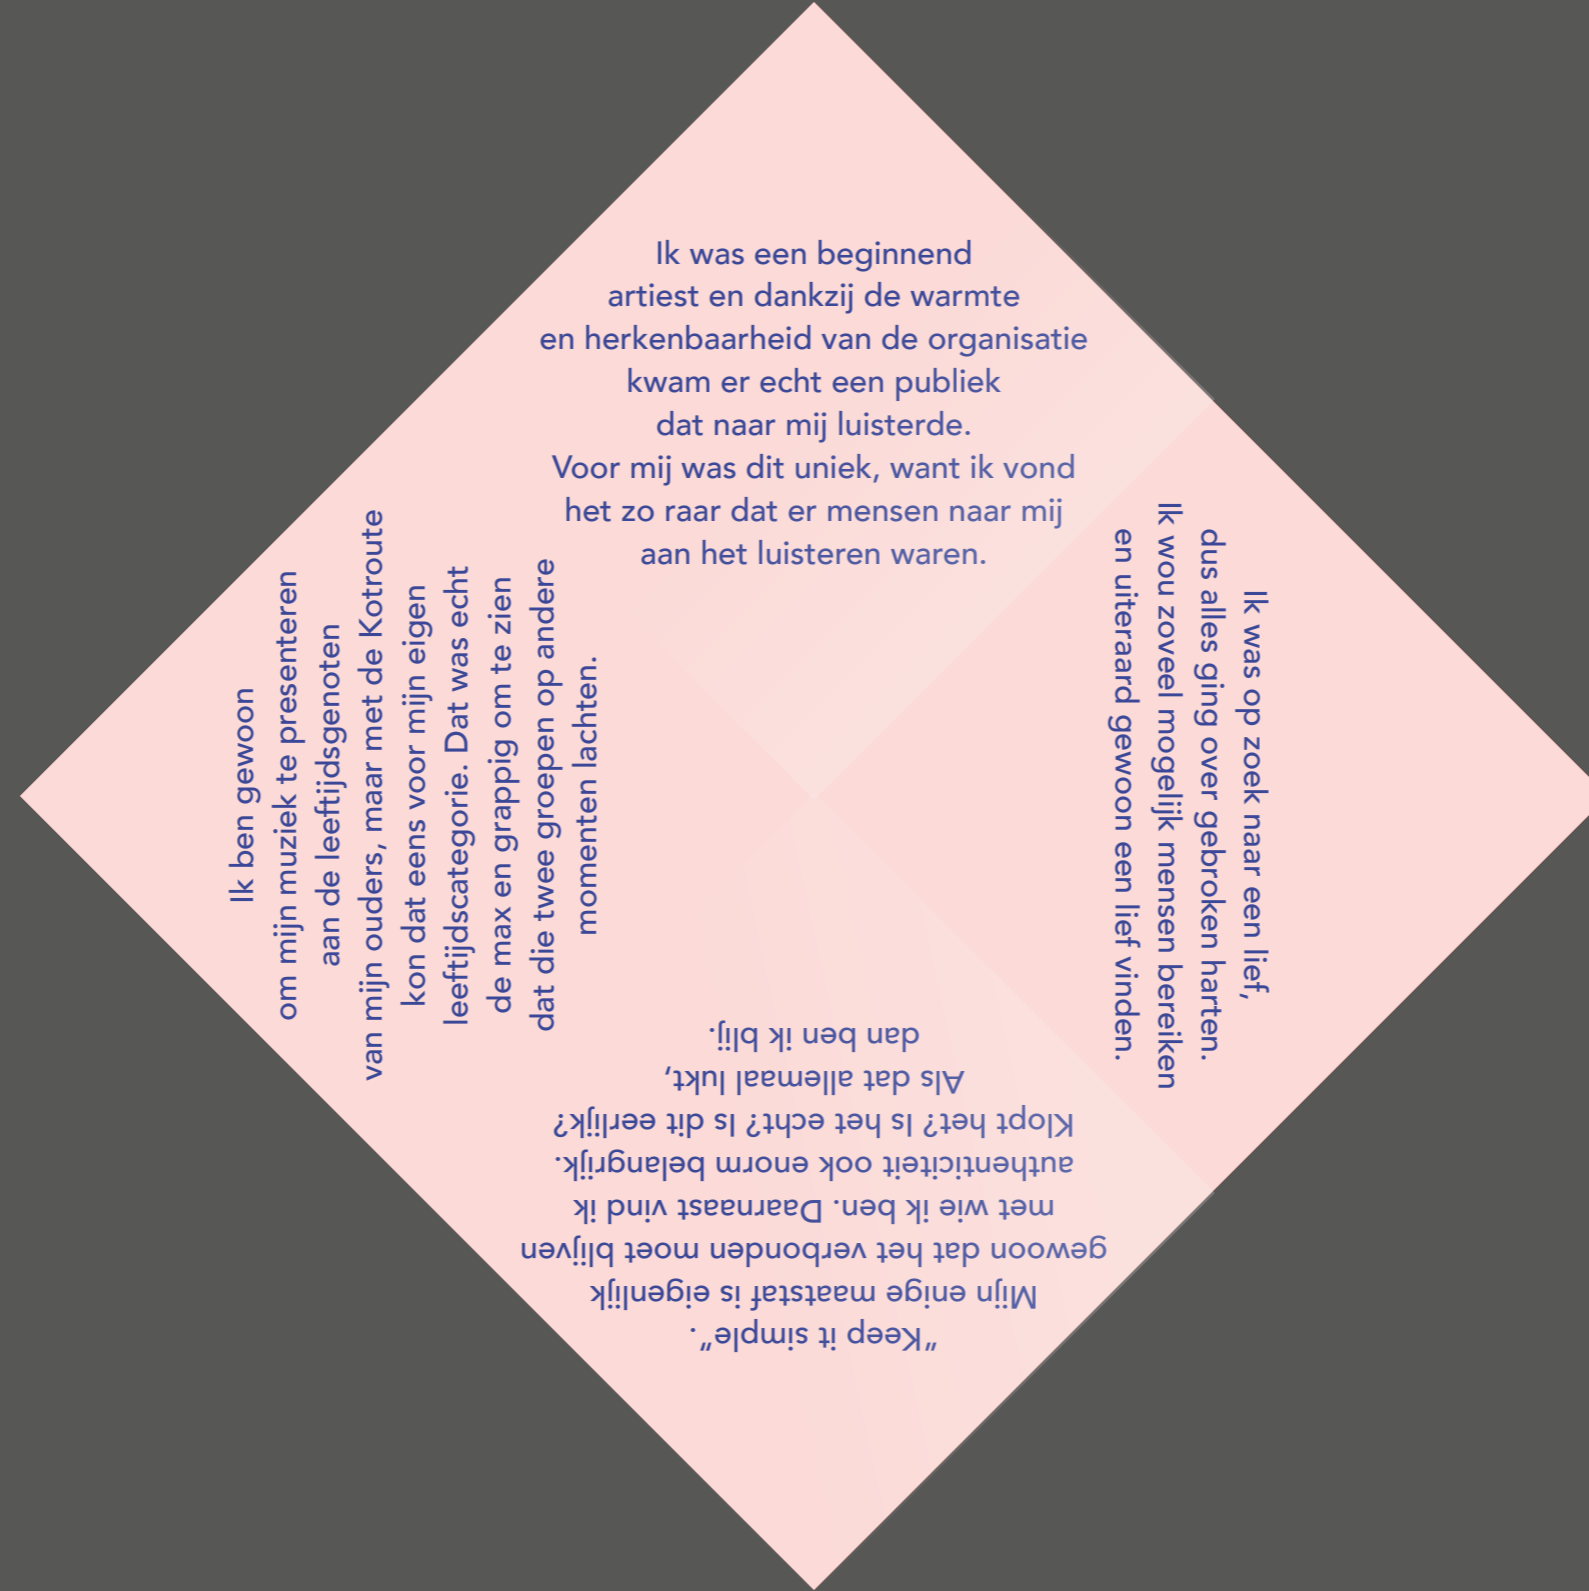 Ik was een beginnend
artiest en dankzij de warmte
en herkenbaarheid van de organisatie
kwam er echt een publiek
dat naar mij luisterde.
Voor mij was dit uniek, want ik vond
het zo raar dat er mensen naar mij
aan het luisteren waren.
Ik was op zoek naar een lief,
dus alles ging over gebroken harten.
Ik wou zoveel mogelijk mensen bereiken
en uiteraard gewoon een lief vinden.
"Keep it simple".
Mijn enige maatstaf is eigenlijk
gewoon dat het verbonden moet blijven
met wie ik ben. Daarnaast vind ik
authenticiteit ook enorm belangrijk.
Klopt het? Is het echt? Is dit eerlijk?
Als dat allemaal lukt,
dan ben ik blij.
Ik ben gewoon
om mijn muziek te presenteren
aan de leeftijdsgenoten
van mijn ouders, maar met de Kotroute
kon dat eens voor mijn eigen
leeftijdscategorie. Dat was echt
de max en grappig om te zien
dat die twee groepen op andere
momenten lachten.